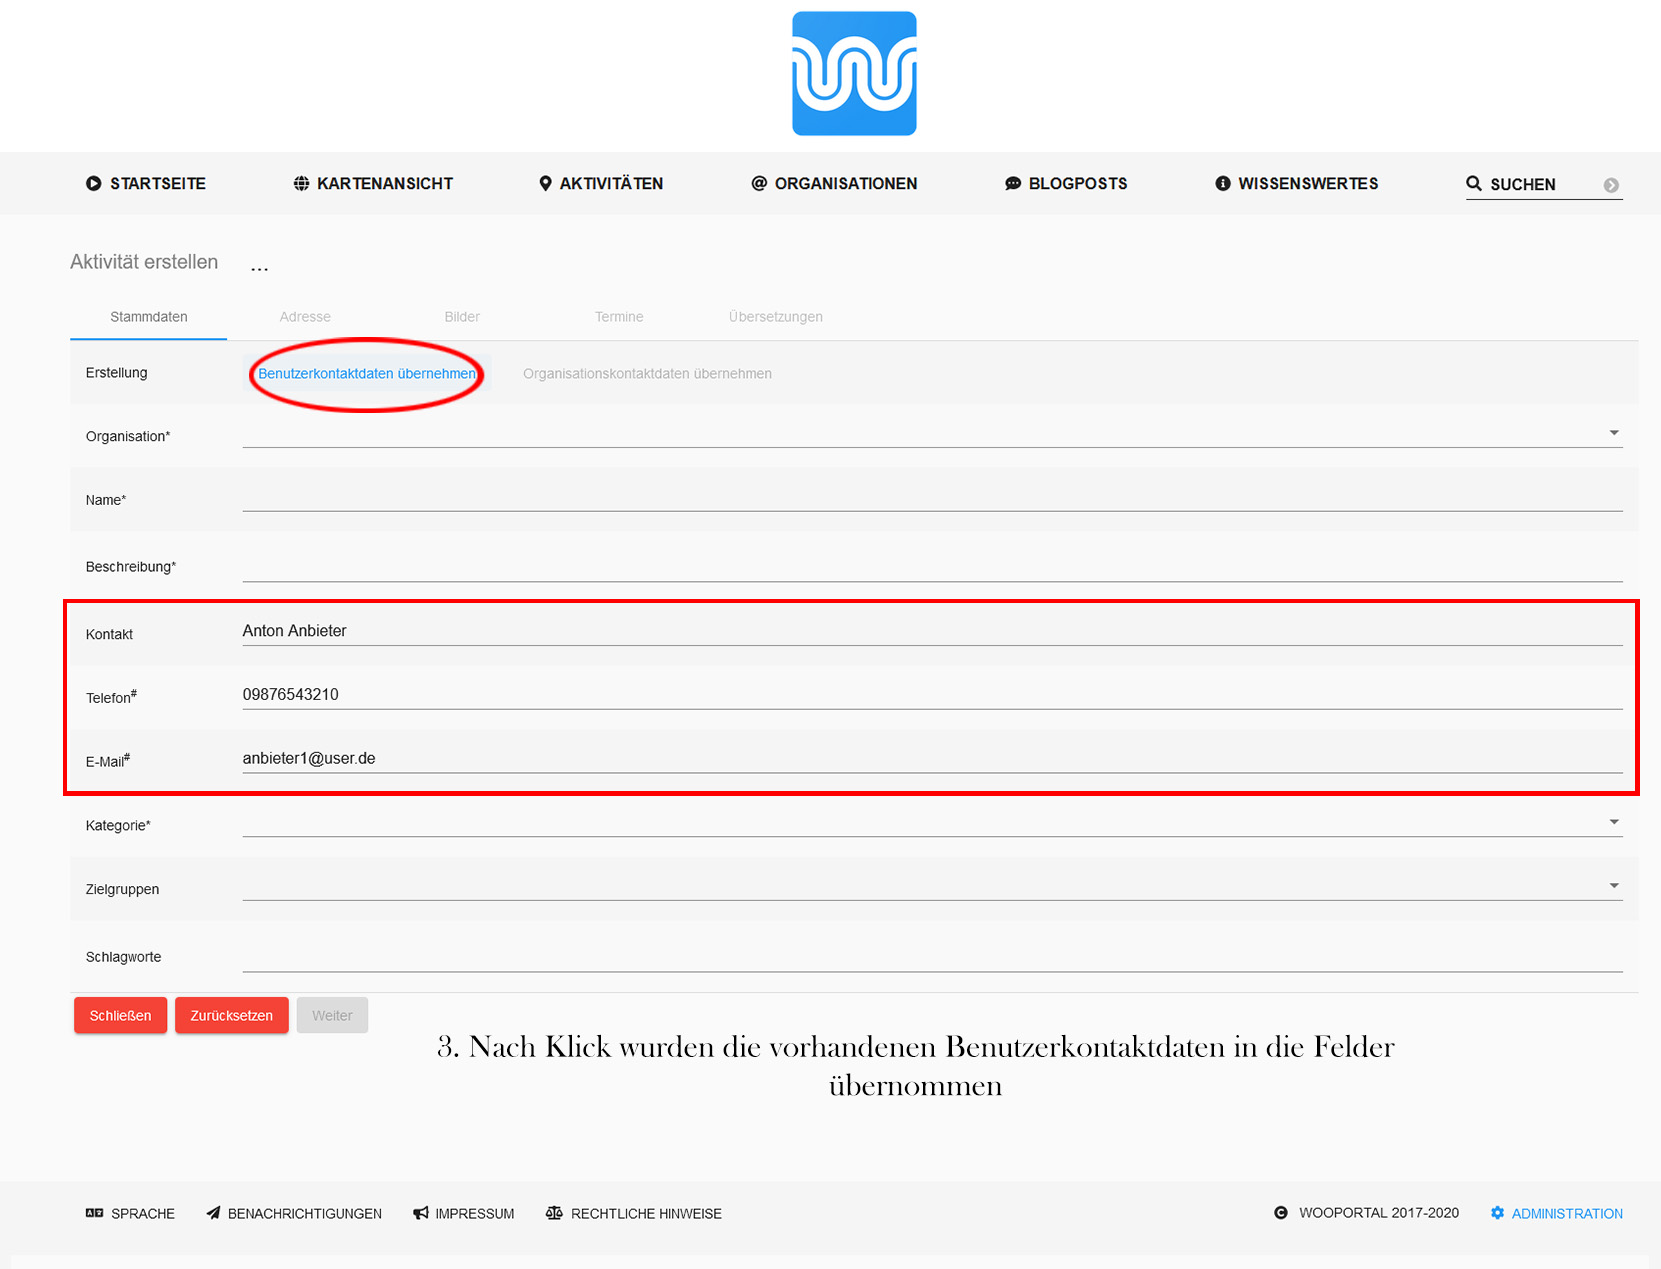 STARTSEITE KARTENANSICHT AKTIVITÄTEN ORGANISATIONEN BLOGPOSTS WISSENSWERTES SUCHEN
Aktivität erstellen ...
Stammdaten Adresse Bilder Termine Übersetzungen
Erstellung Benutzerkontaktdaten übernehmen Organisationskontaktdaten übernehmen
Organisation*
Name*
Beschreibung*
Kontakt Anton Anbieter
Telefon# 09876543210
E-Mail# anbieter1@user.de
Kategorie*
Zielgruppen
Schlagworte
Schließen Zurücksetzen Weiter
3. Nach Klick wurden die vorhandenen Benutzerkontaktdaten in die Felder
übernommen
SPRACHE BENACHRICHTIGUNGEN IMPRESSUM RECHTLICHE HINWEISE WOOPORTAL 2017-2020 ADMINISTRATION